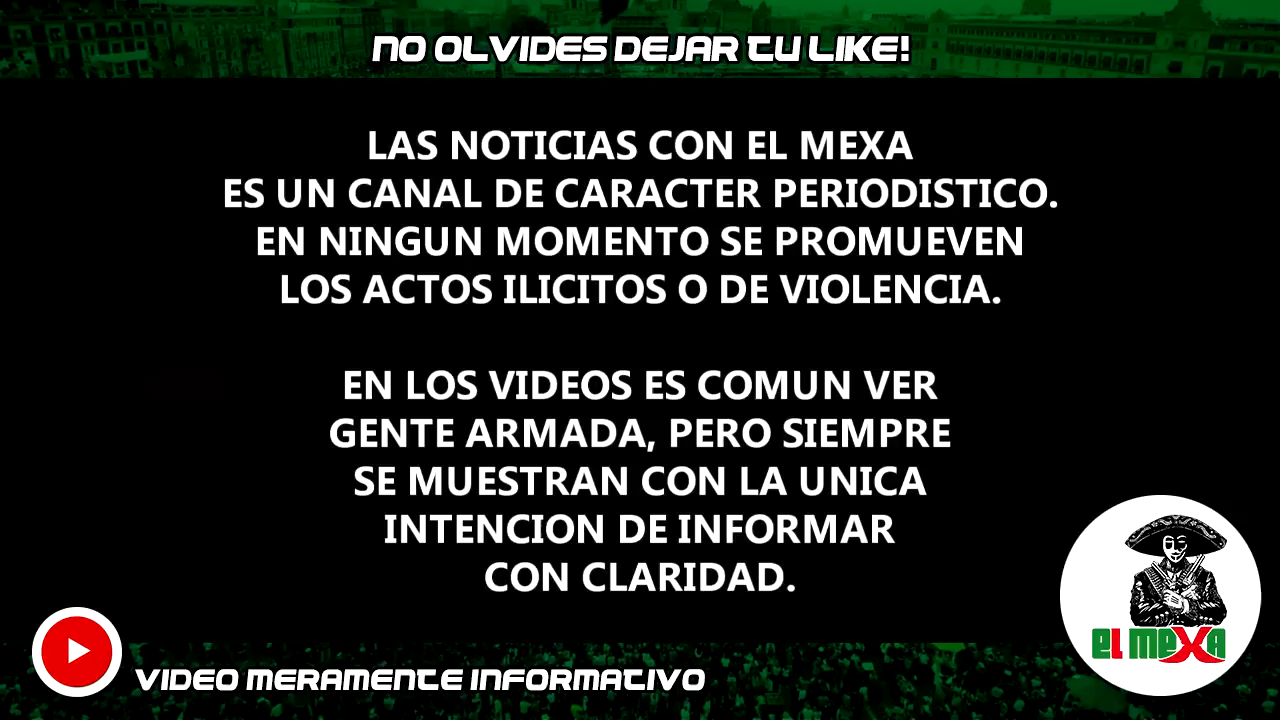 NO OLVIDES DEJAR TU LIKE!
LAS NOTICIAS CON EL MEXA
ES UN CANAL DE CARACTER PERIODISTICO.
EN NINGUN MOMENTO SE PROMUEVEN
LOS ACTOS ILICITOS O DE VIOLENCIA.
EN LOS VIDEOS ES COMUN VER
GENTE ARMADA, PERO SIEMPRE
SE MUESTRAN CON LA UNICA
INTENCION DE INFORMAR
CON CLARIDAD.
EL MEXA
VIDEO MERAMENTE INFORMATIVO